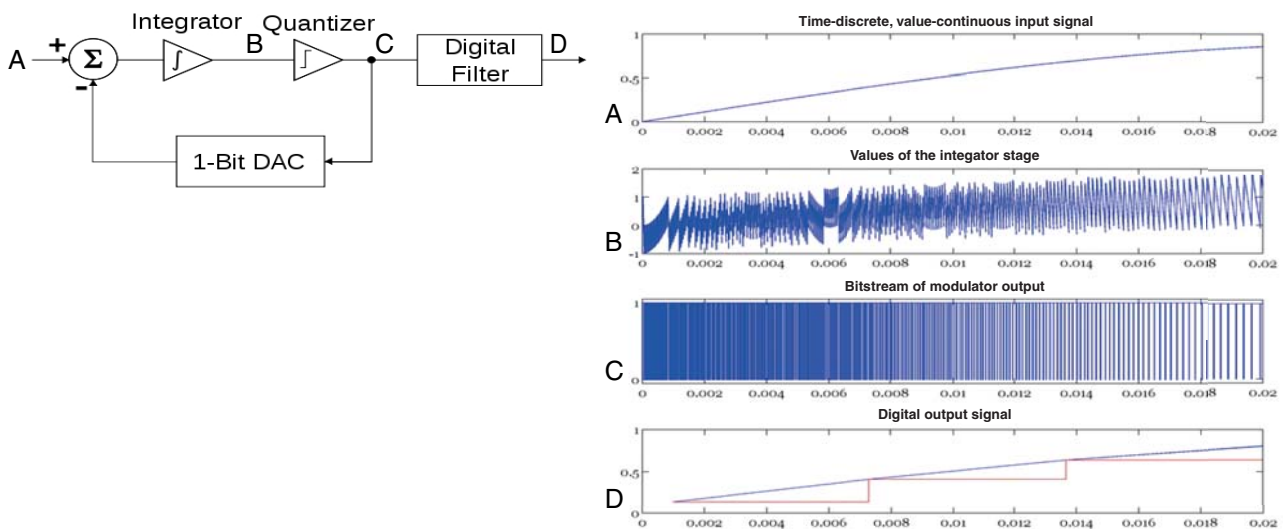 Integrator Quantizer
A + Σ ∫ B C Digital Filter D
-
1-Bit DAC
Time-discrete, value-continuous input signal
1
0.5
0
A
0 0.002 0.004 0.006 0.008 0.01 0.012 0.014 0.016 0.018 0.02
Values of the integator stage
2
1
0
-1
B
0 0.002 0.004 0.006 0.008 0.01 0.012 0.014 0.016 0.018 0.02
Bitstream of modulator output
1
0
C
0 0.002 0.004 0.006 0.008 0.01 0.012 0.014 0.016 0.018 0.02
Digital output signal
1
0.5
0
D
0 0.002 0.004 0.006 0.008 0.01 0.012 0.014 0.016 0.018 0.02